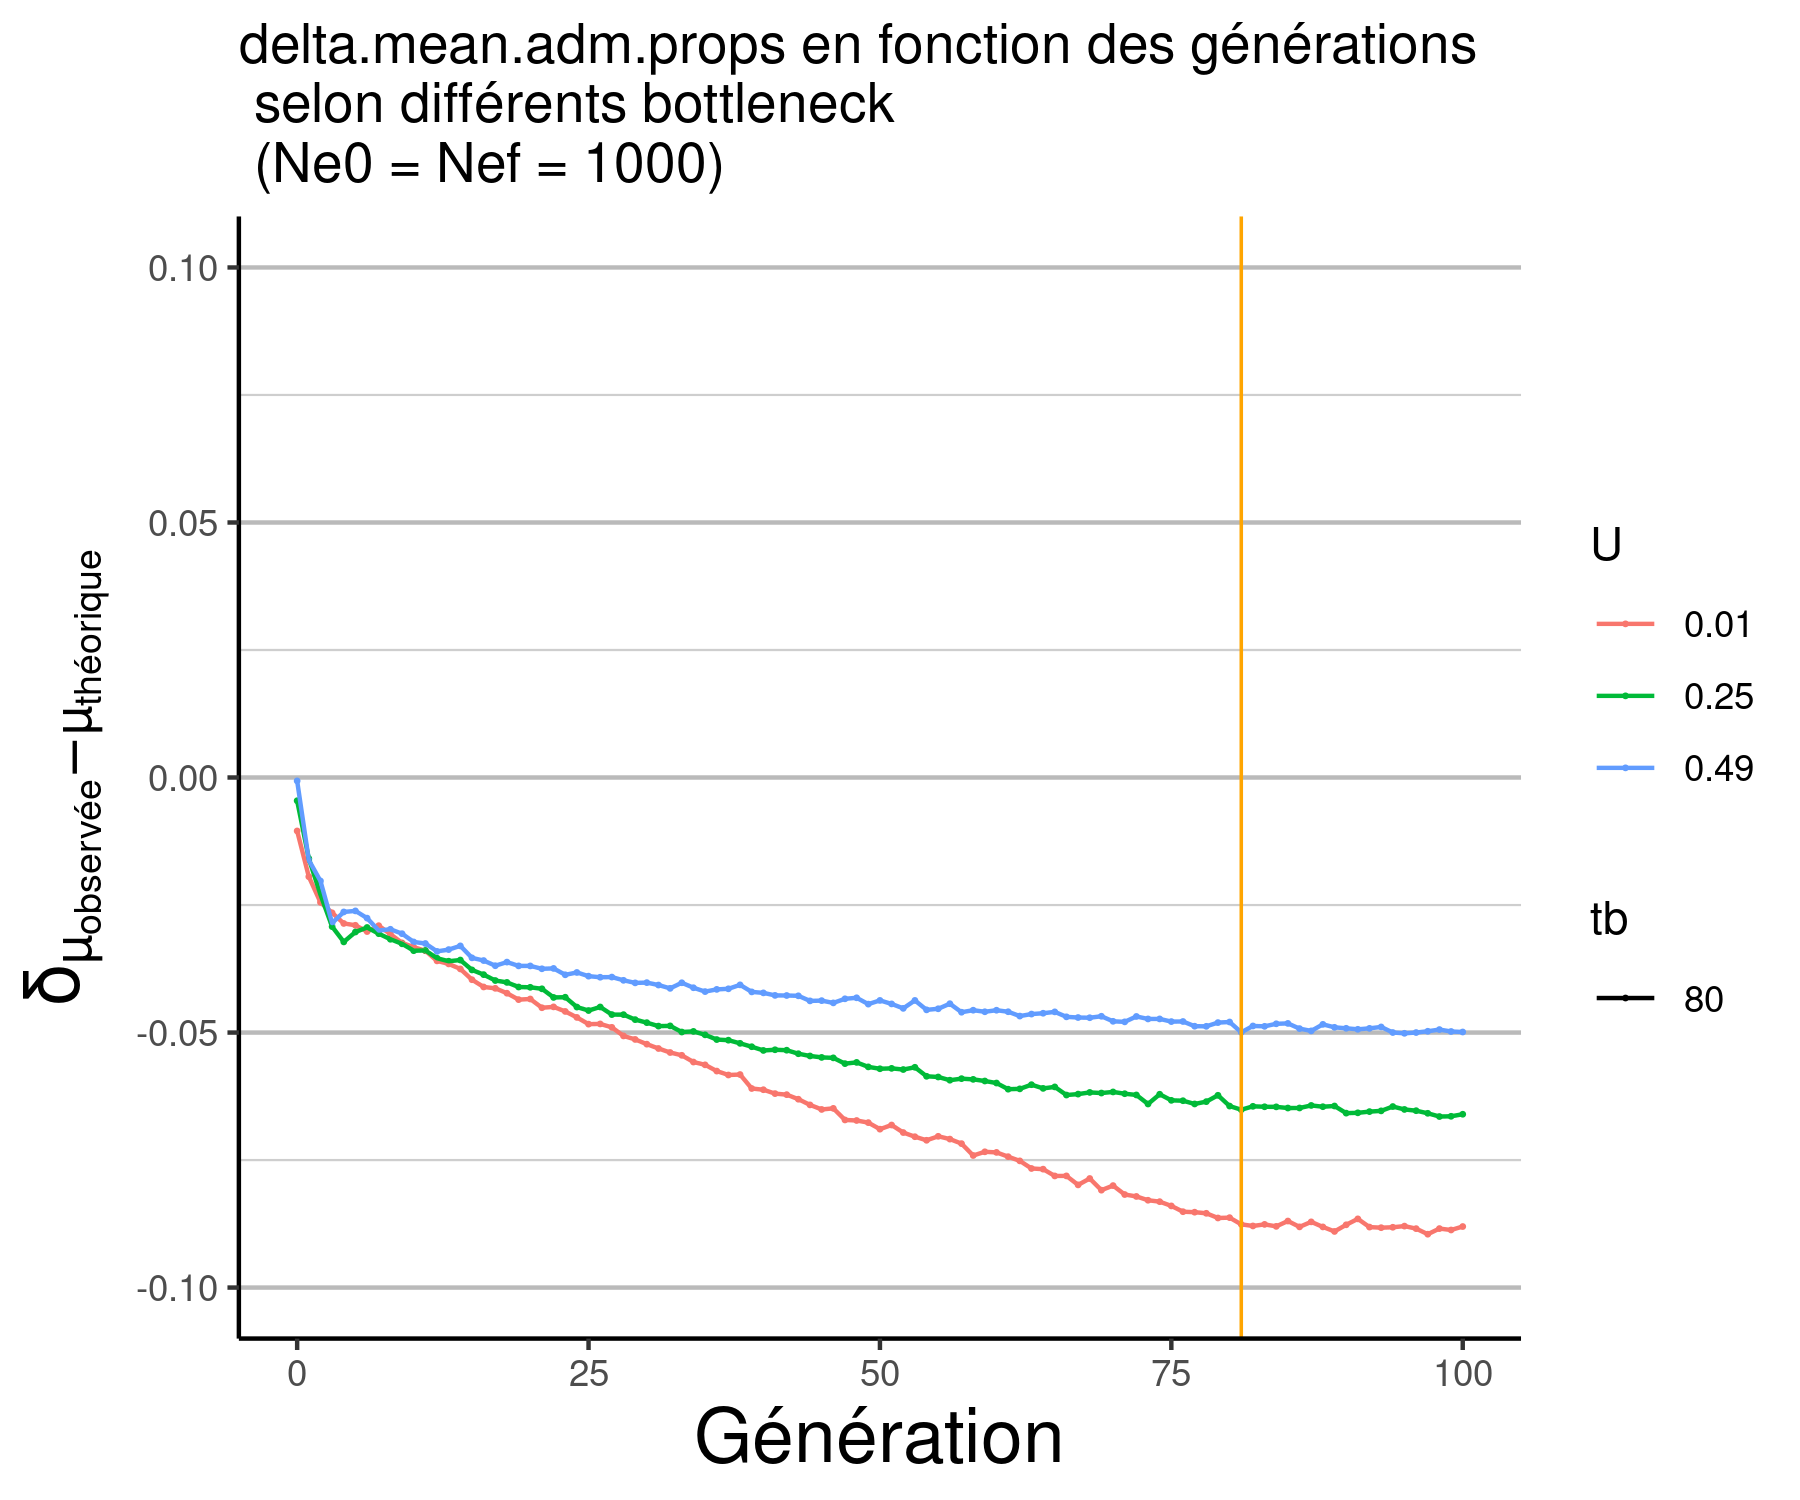 delta.mean.adm.props en fonction des générations
selon différents bottleneck
(Ne0 = Nef = 1000)
0.10
0.05
0.00
-0.05
-0.10
δμobservée−μthéorique
0
25
50
75
100
Génération
U
0.01
0.25
0.49
tb
80